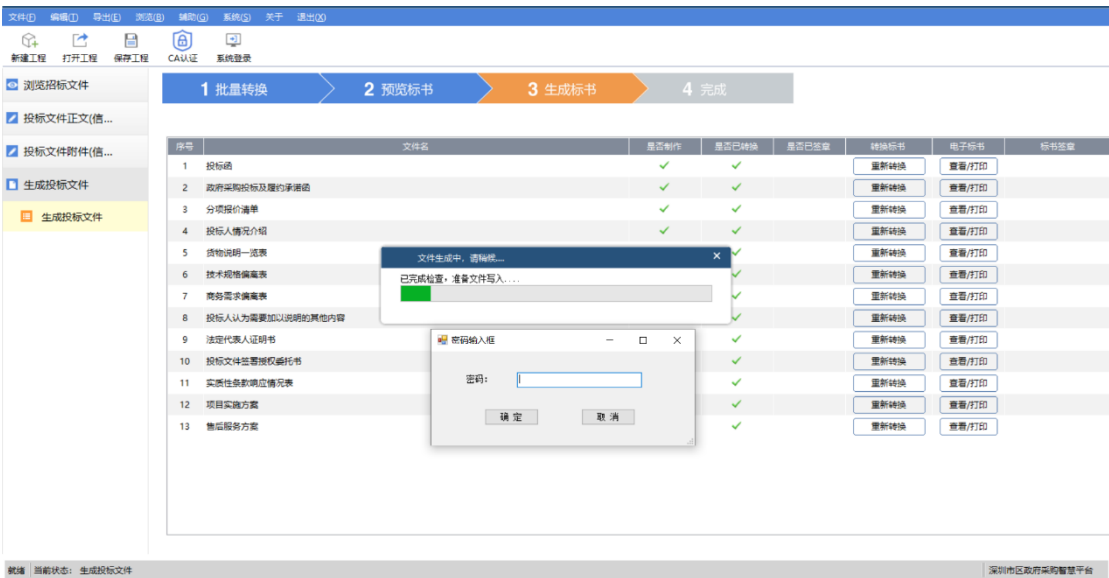 文件(F) 编辑(I) 导出(E) 浏览(B) 辅助(G) 系统(S) 关于 退出(X)
新建工程 打开工程 保存工程 CA认证 系统登录
浏览招标文件
投标文件正文(信...
投标文件附件(信...
生成投标文件
生成投标文件
1 批量转换 2 预览标书 3 生成标书 4 完成
序号 文件名 是否制作 是否已转换 是否已签章 转换标书 电子标书 标书签章
1 投标函 重新转换 查看/打印
2 政府采购投标及履约承诺函 重新转换 查看/打印
3 分项报价清单 重新转换 查看/打印
4 投标人情况介绍 重新转换 查看/打印
5 货物说明一览表 重新转换 查看/打印
6 技术规格偏离表 重新转换 查看/打印
7 商务需求偏离表 重新转换 查看/打印
8 投标人认为需要加以说明的其他内容 重新转换 查看/打印
9 法定代表人证明书 重新转换 查看/打印
10 投标文件签署授权委托书 重新转换 查看/打印
11 实质性条款响应情况表 重新转换 查看/打印
12 项目实施方案 重新转换 查看/打印
13 售后服务方案 重新转换 查看/打印
文件生成中，请稍候....
已完成检查，准备文件写入....
密码输入框
密码:
确定 取消
就绪 当前状态: 生成投标文件 深圳市区政府采购智慧平台